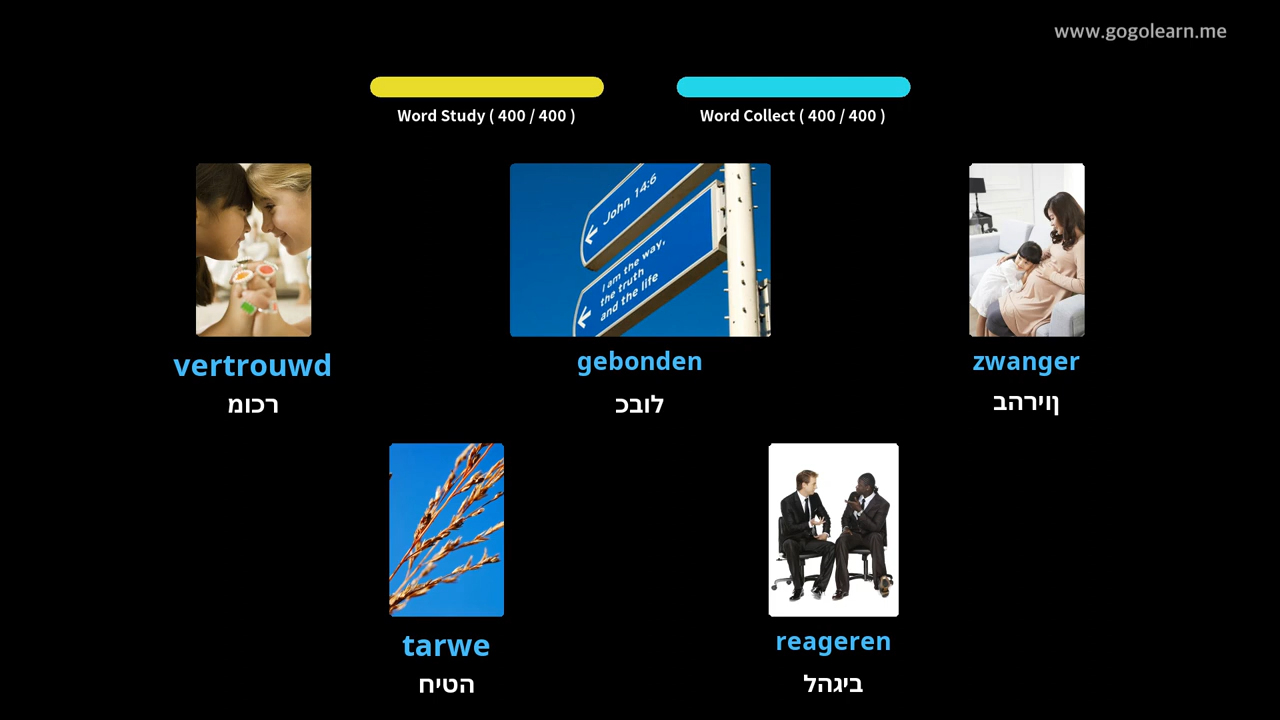 www.gogolearn.me
Word Study ( 400 / 400 )
Word Collect ( 400 / 400 )
John 14:6
I am the way,
the truth
and the life
vertrouwd
רכומ
gebonden
לובכ
zwanger
ןוירהב
tarwe
הטיח
reageren
ביגהל